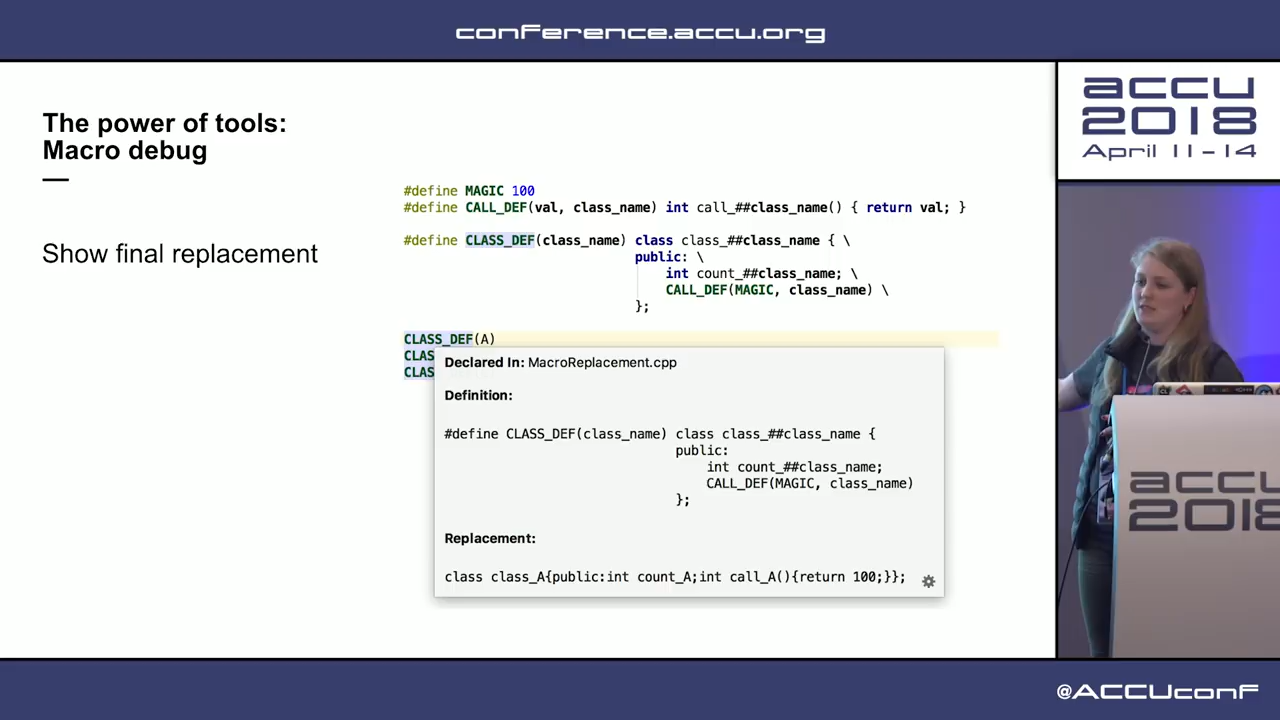 conference.accu.org
The power of tools:
Macro debug
Show final replacement
#define MAGIC 100
#define CALL_DEF(val, class_name) int call_##class_name() { return val; }
#define CLASS_DEF(class_name) class class_##class_name { \
public: \
int count_##class_name; \
CALL_DEF(MAGIC, class_name) \
};
CLASS_DEF(A)
CLAS
CLAS
Declared In: MacroReplacement.cpp
Definition:
#define CLASS_DEF(class_name) class class_##class_name {
public:
int count_##class_name;
CALL_DEF(MAGIC, class_name)
};
Replacement:
class class_A{public:int count_A;int call_A(){return 100;}};
accu
2018
April 11-14
accu
2018
@ACCUconf